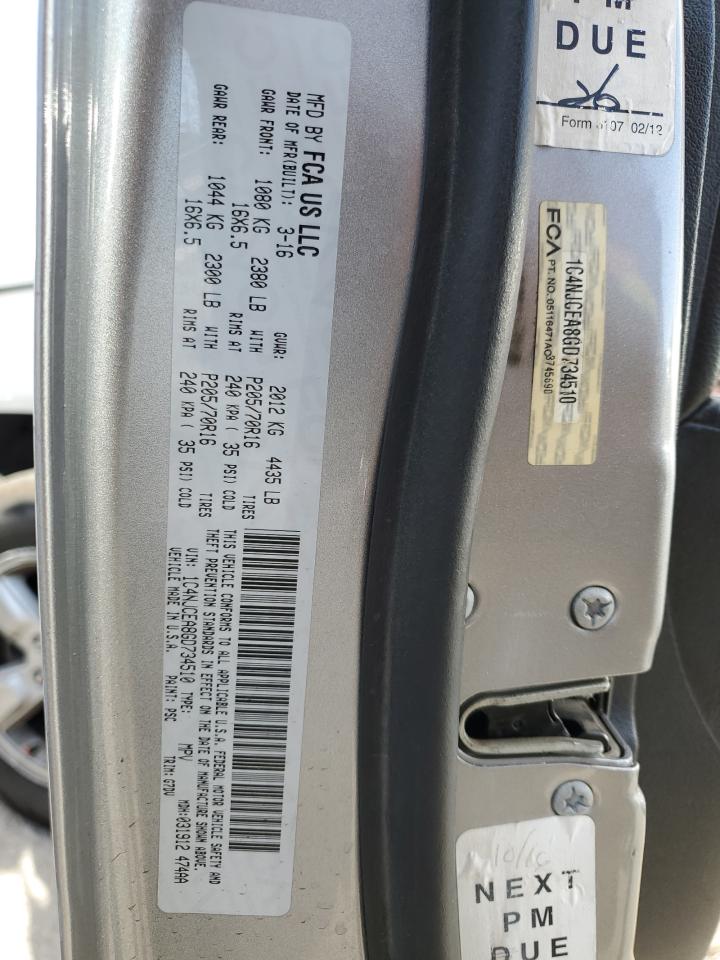 MFD BY FCA US LLC
DATE OF MFR(BUILT): 3-16 GVWR: 2012 KG 4435 LB
GAWR FRONT: 1080 KG 2380 LB WITH P205/70R16 TIRES
16X6.5 RIMS AT 240 KPA ( 35 PSI) COLD
GAWR REAR: 1044 KG 2300 LB WITH P205/70R16 TIRES
16X6.5 RIMS AT 240 KPA ( 35 PSI) COLD
THIS VEHICLE CONFORMS TO ALL APPLICABLE U.S.A. FEDERAL MOTOR VEHICLE SAFETY AND
THEFT PREVENTION STANDARDS IN EFFECT ON THE DATE OF MANUFACTURE SHOWN ABOVE.
VIN: 1C4NJCEA8GD734510 TYPE: MPV MDH:031912 474AA
VEHICLE MADE IN U.S.A. PAINT: PSC TRIM: G7DV
PM
DUE
Form 02/12
1C4NJCEA8GD734510
FCA PT. NO. 05116471AC
NEXT
PM
DUE